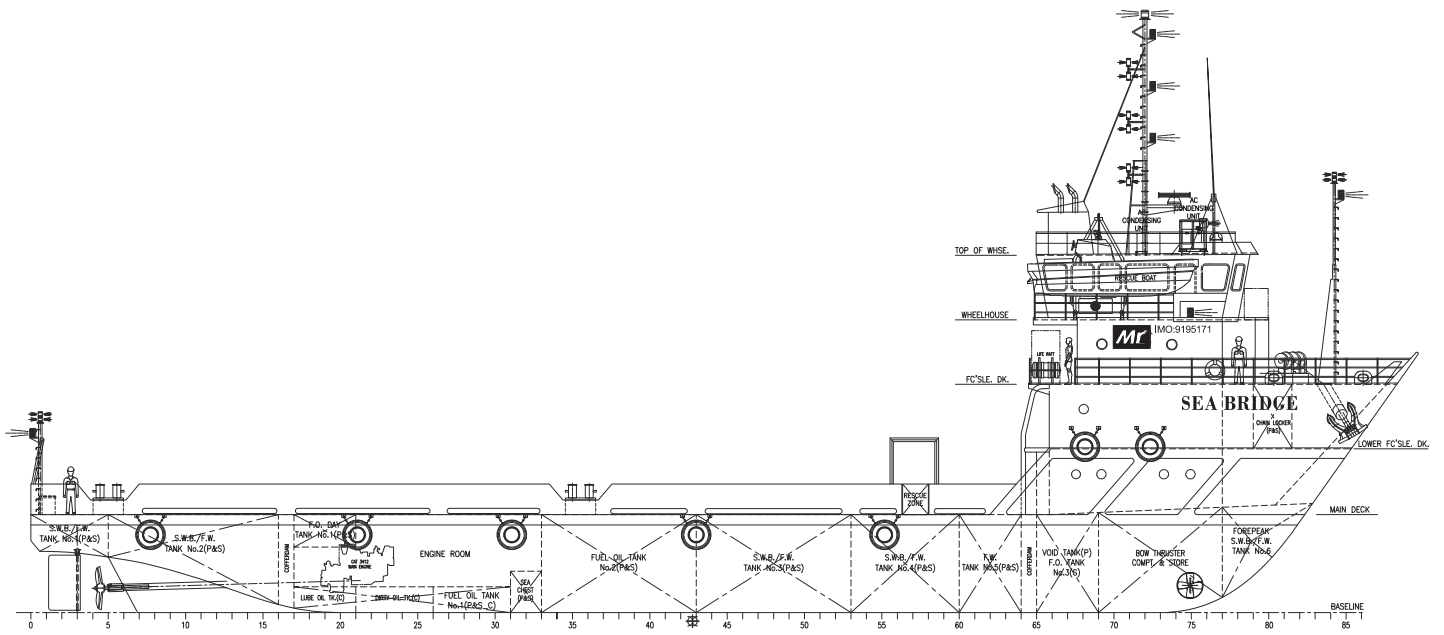 AC
CONDENSING
UNIT
AC
CONDENSING
UNIT
TOP OF WHSE.
RESCUE BOAT
WHEELHOUSE
Mr
IMO:9195171
LIFE RAFT
FC'SLE. DK.
SEA BRIDGE
X
CHAIN LOCKER
(P&S)
LOWER FC'SLE. DK.
RESCUE
ZONE
MAIN DECK
S.W.B./F.W.
TANK No.1(P&S)
S.W.B./F.W.
TANK No.2(P&S)
COFFERDAM
F.O. DAY
TANK No.1(P&S)
CAT 3412
MAIN ENGINE
ENGINE ROOM
LUBE OIL TK.(C)
DIRTY OIL TK.(C)
FUEL OIL TANK
No.1(P&S C)
SEA
CHEST
(P&S)
FUEL OIL TANK
No.2(P&S)
S.W.B./F.W.
TANK No.3(P&S)
S.W.B./F.W.
TANK No.4(P&S)
F.W.
TANK No.5(P&S)
COFFERDAM
VOID TANK(P)
F.O. TANK
No.3(S)
BOW THRUSTER
COMPT. & STORE
FOREPEAK
S.W.B./F.W.
TANK No.6
BASELINE
0 5 10 15 20 25 30 35 40 45 50 55 60 65 70 75 80 85